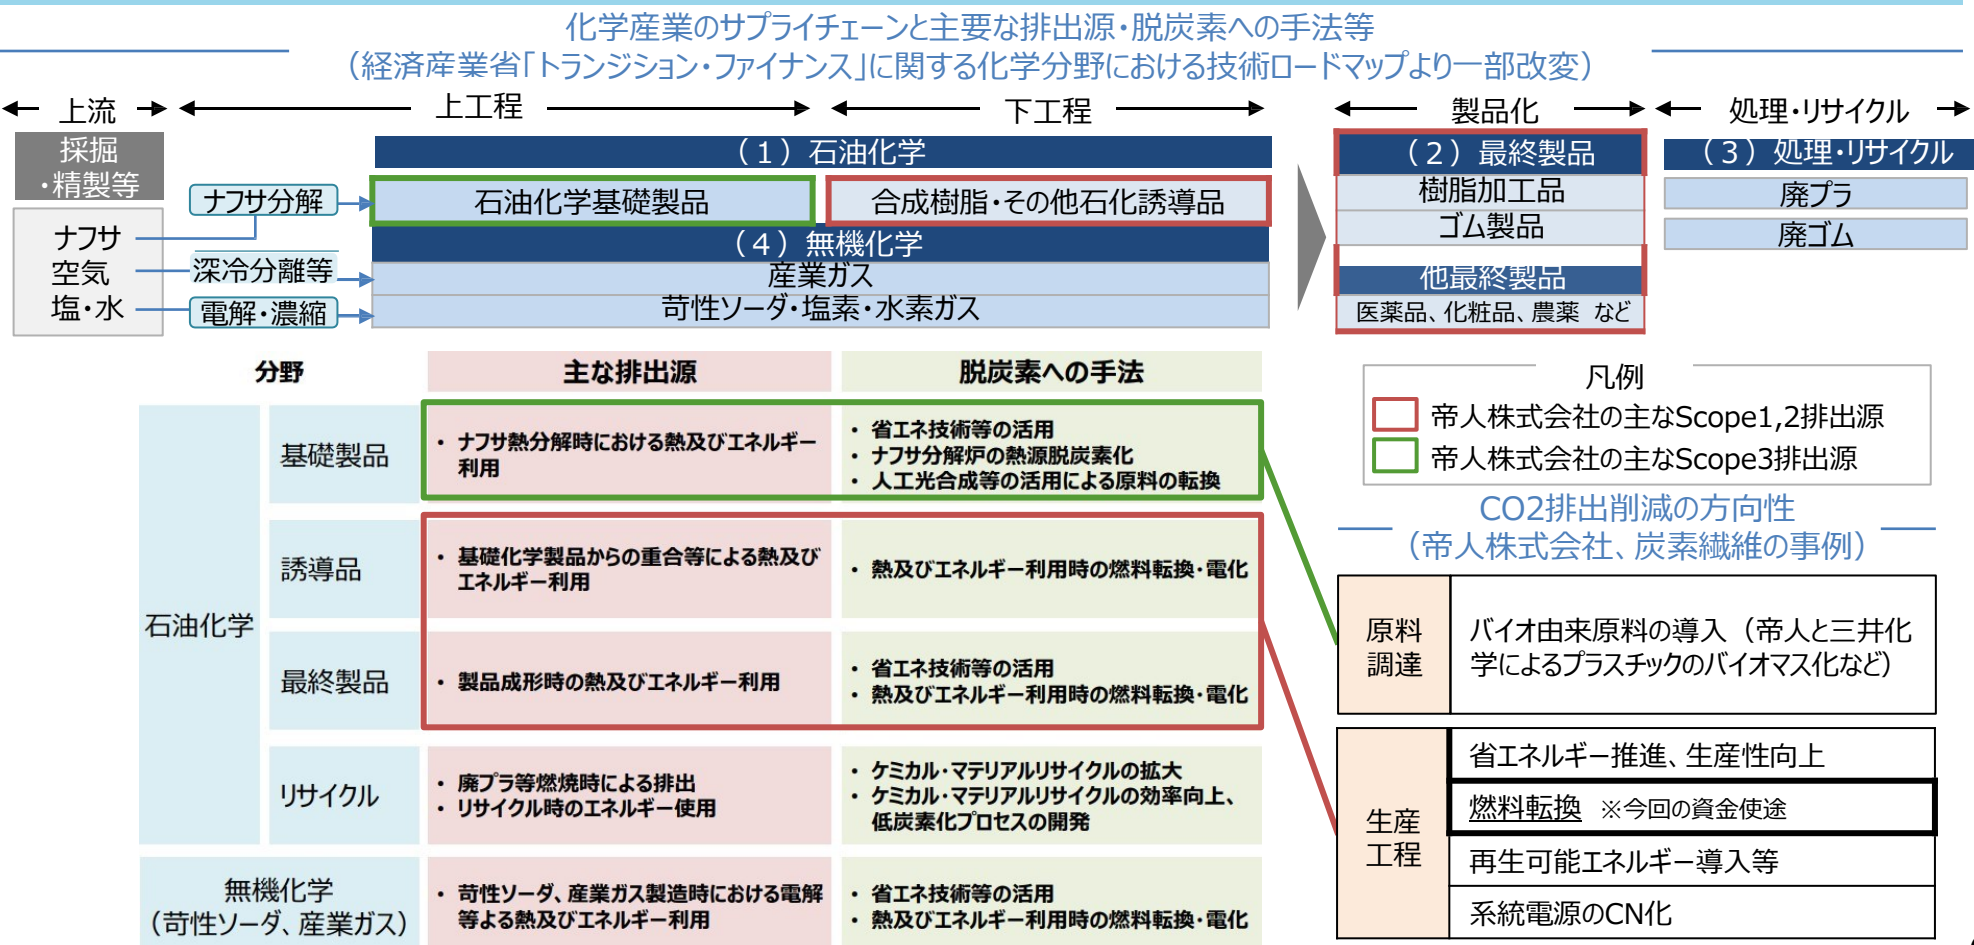 化学産業のサプライチェーンと主要な排出源・脱炭素への手法等
（経済産業省「トランジション・ファイナンス」に関する化学分野における技術ロードマップより一部改変）
上流
上工程
下工程
製品化
処理・リサイクル
採掘
・精製等
（１）石油化学
（２）最終製品
（３）処理・リサイクル
ナフサ分解
石油化学基礎製品
合成樹脂・その他石化誘導品
樹脂加工品
廃プラ
ナフサ
空気
塩・水
（４）無機化学
ゴム製品
廃ゴム
深冷分離等
産業ガス
他最終製品
電解・濃縮
苛性ソーダ・塩素・水素ガス
医薬品、化粧品、農薬 など
分野
主な排出源
脱炭素への手法
石油化学
基礎製品
・ ナフサ熱分解時における熱及びエネルギー
利用
・ 省エネ技術等の活用
・ ナフサ分解炉の熱源脱炭素化
・ 人工光合成等の活用による原料の転換
誘導品
・ 基礎化学製品からの重合等による熱及び
エネルギー利用
・ 熱及びエネルギー利用時の燃料転換・電化
最終製品
・ 製品成形時の熱及びエネルギー利用
・ 省エネ技術等の活用
・ 熱及びエネルギー利用時の燃料転換・電化
リサイクル
・ 廃プラ等燃焼時による排出
・ リサイクル時のエネルギー使用
・ ケミカル・マテリアルリサイクルの拡大
・ ケミカル・マテリアルリサイクルの効率向上、
低炭素化プロセスの開発
無機化学
（苛性ソーダ、産業ガス）
・ 苛性ソーダ、産業ガス製造時における電解
等よる熱及びエネルギー利用
・ 省エネ技術等の活用
・ 熱及びエネルギー利用時の燃料転換・電化
凡例
帝人株式会社の主なScope1,2排出源
帝人株式会社の主なScope3排出源
CO2排出削減の方向性
（帝人株式会社、炭素繊維の事例）
原料
調達
バイオ由来原料の導入（帝人と三井化
学によるプラスチックのバイオマス化など）
生産
工程
省エネルギー推進、生産性向上
燃料転換 ※今回の資金使途
再生可能エネルギー導入等
系統電源のCN化